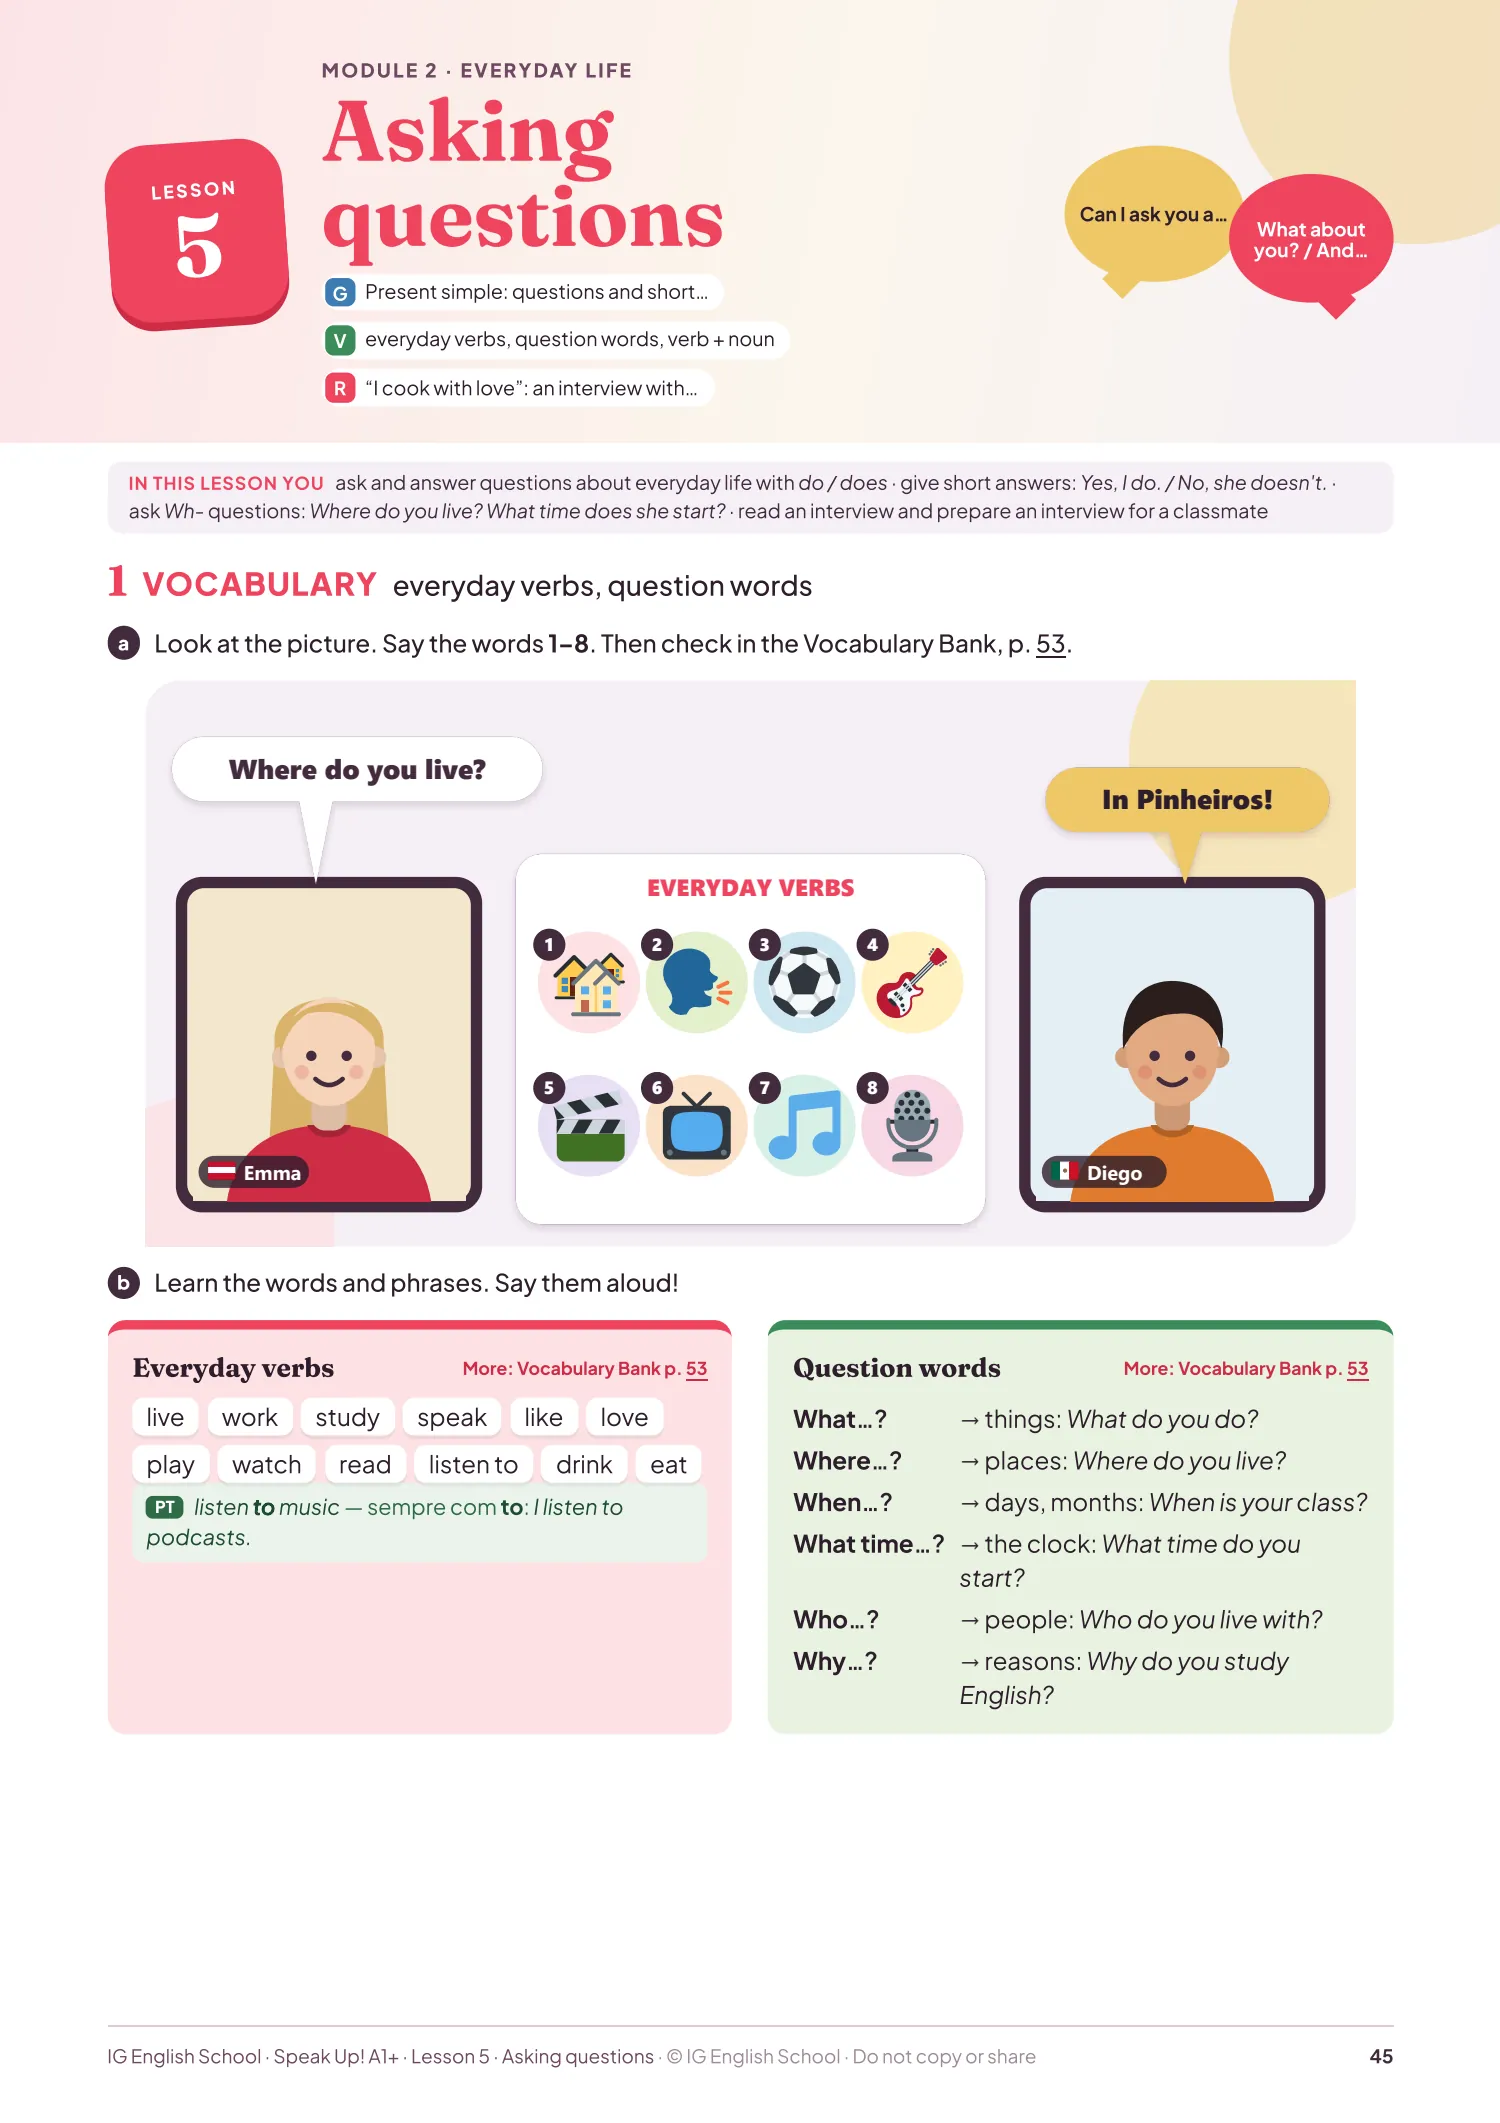 MODULE 2 · EVERYDAY LIFE
Asking
questions
LESSON
5
G Present simple: questions and short…
V everyday verbs, question words, verb + noun
R “I cook with love”: an interview with…
Can I ask you a…
What about
you? / And…
IN THIS LESSON YOU ask and answer questions about everyday life with do / does · give short answers: Yes, I do. / No, she doesn't. ·
ask Wh- questions: Where do you live? What time does she start? · read an interview and prepare an interview for a classmate
1 VOCABULARY everyday verbs, question words
a Look at the picture. Say the words 1–8. Then check in the Vocabulary Bank, p. 53.
Where do you live?
In Pinheiros!
EVERYDAY VERBS
1 2 3 4
5 6 7 8
Emma
Diego
b Learn the words and phrases. Say them aloud!
Everyday verbs More: Vocabulary Bank p. 53
live work study speak like love
play watch read listen to drink eat
PT listen to music — sempre com to: I listen to
podcasts.
Question words More: Vocabulary Bank p. 53
What…? → things: What do you do?
Where…? → places: Where do you live?
When…? → days, months: When is your class?
What time…? → the clock: What time do you
start?
Who…? → people: Who do you live with?
Why…? → reasons: Why do you study
English?
IG English School · Speak Up! A1+ · Lesson 5 · Asking questions · © IG English School · Do not copy or share 45